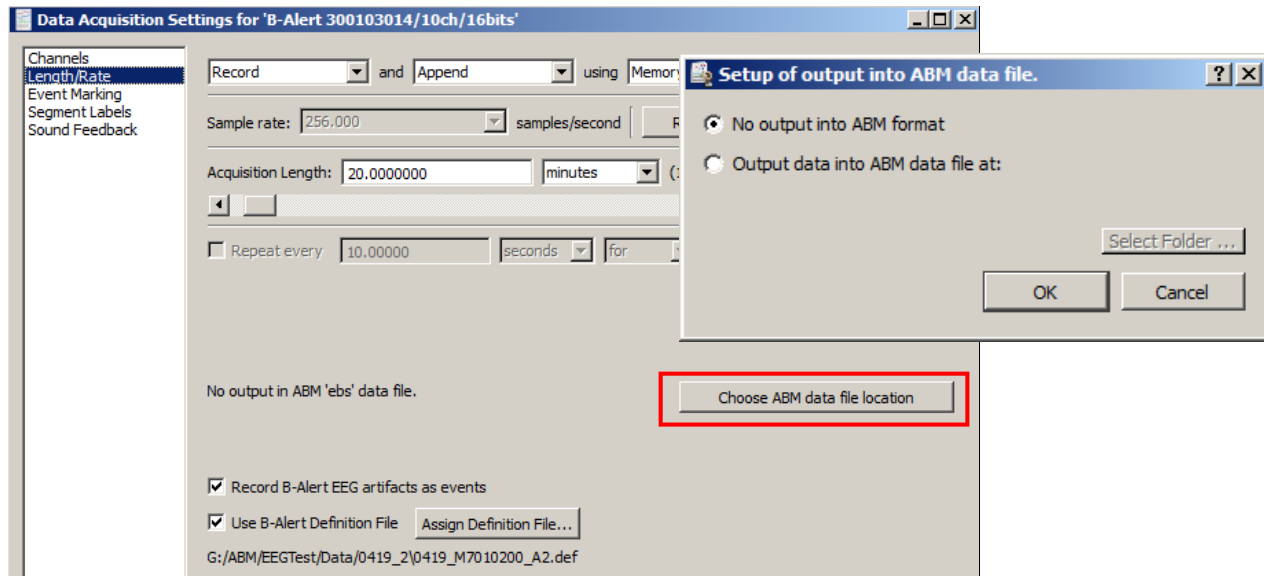 Data Acquisition Settings for 'B-Alert 300103014/10ch/16bits'
Channels
Length/Rate
Event Marking
Segment Labels
Sound Feedback
Record and Append using
Sample rate: 256.000 samples/second
Acquisition Length: 20.0000000 minutes
Repeat every 10.00000 seconds for
No output in ABM 'ebs' data file.
Choose ABM data file location
Record B-Alert EEG artifacts as events
Use B-Alert Definition File Assign Definition File...
G:/ABM/EEGTest/Data/0419_2\0419_M7010200_A2.def
Setup of output into ABM data file.
No output into ABM format
Output data into ABM data file at:
Select Folder ...
OK Cancel